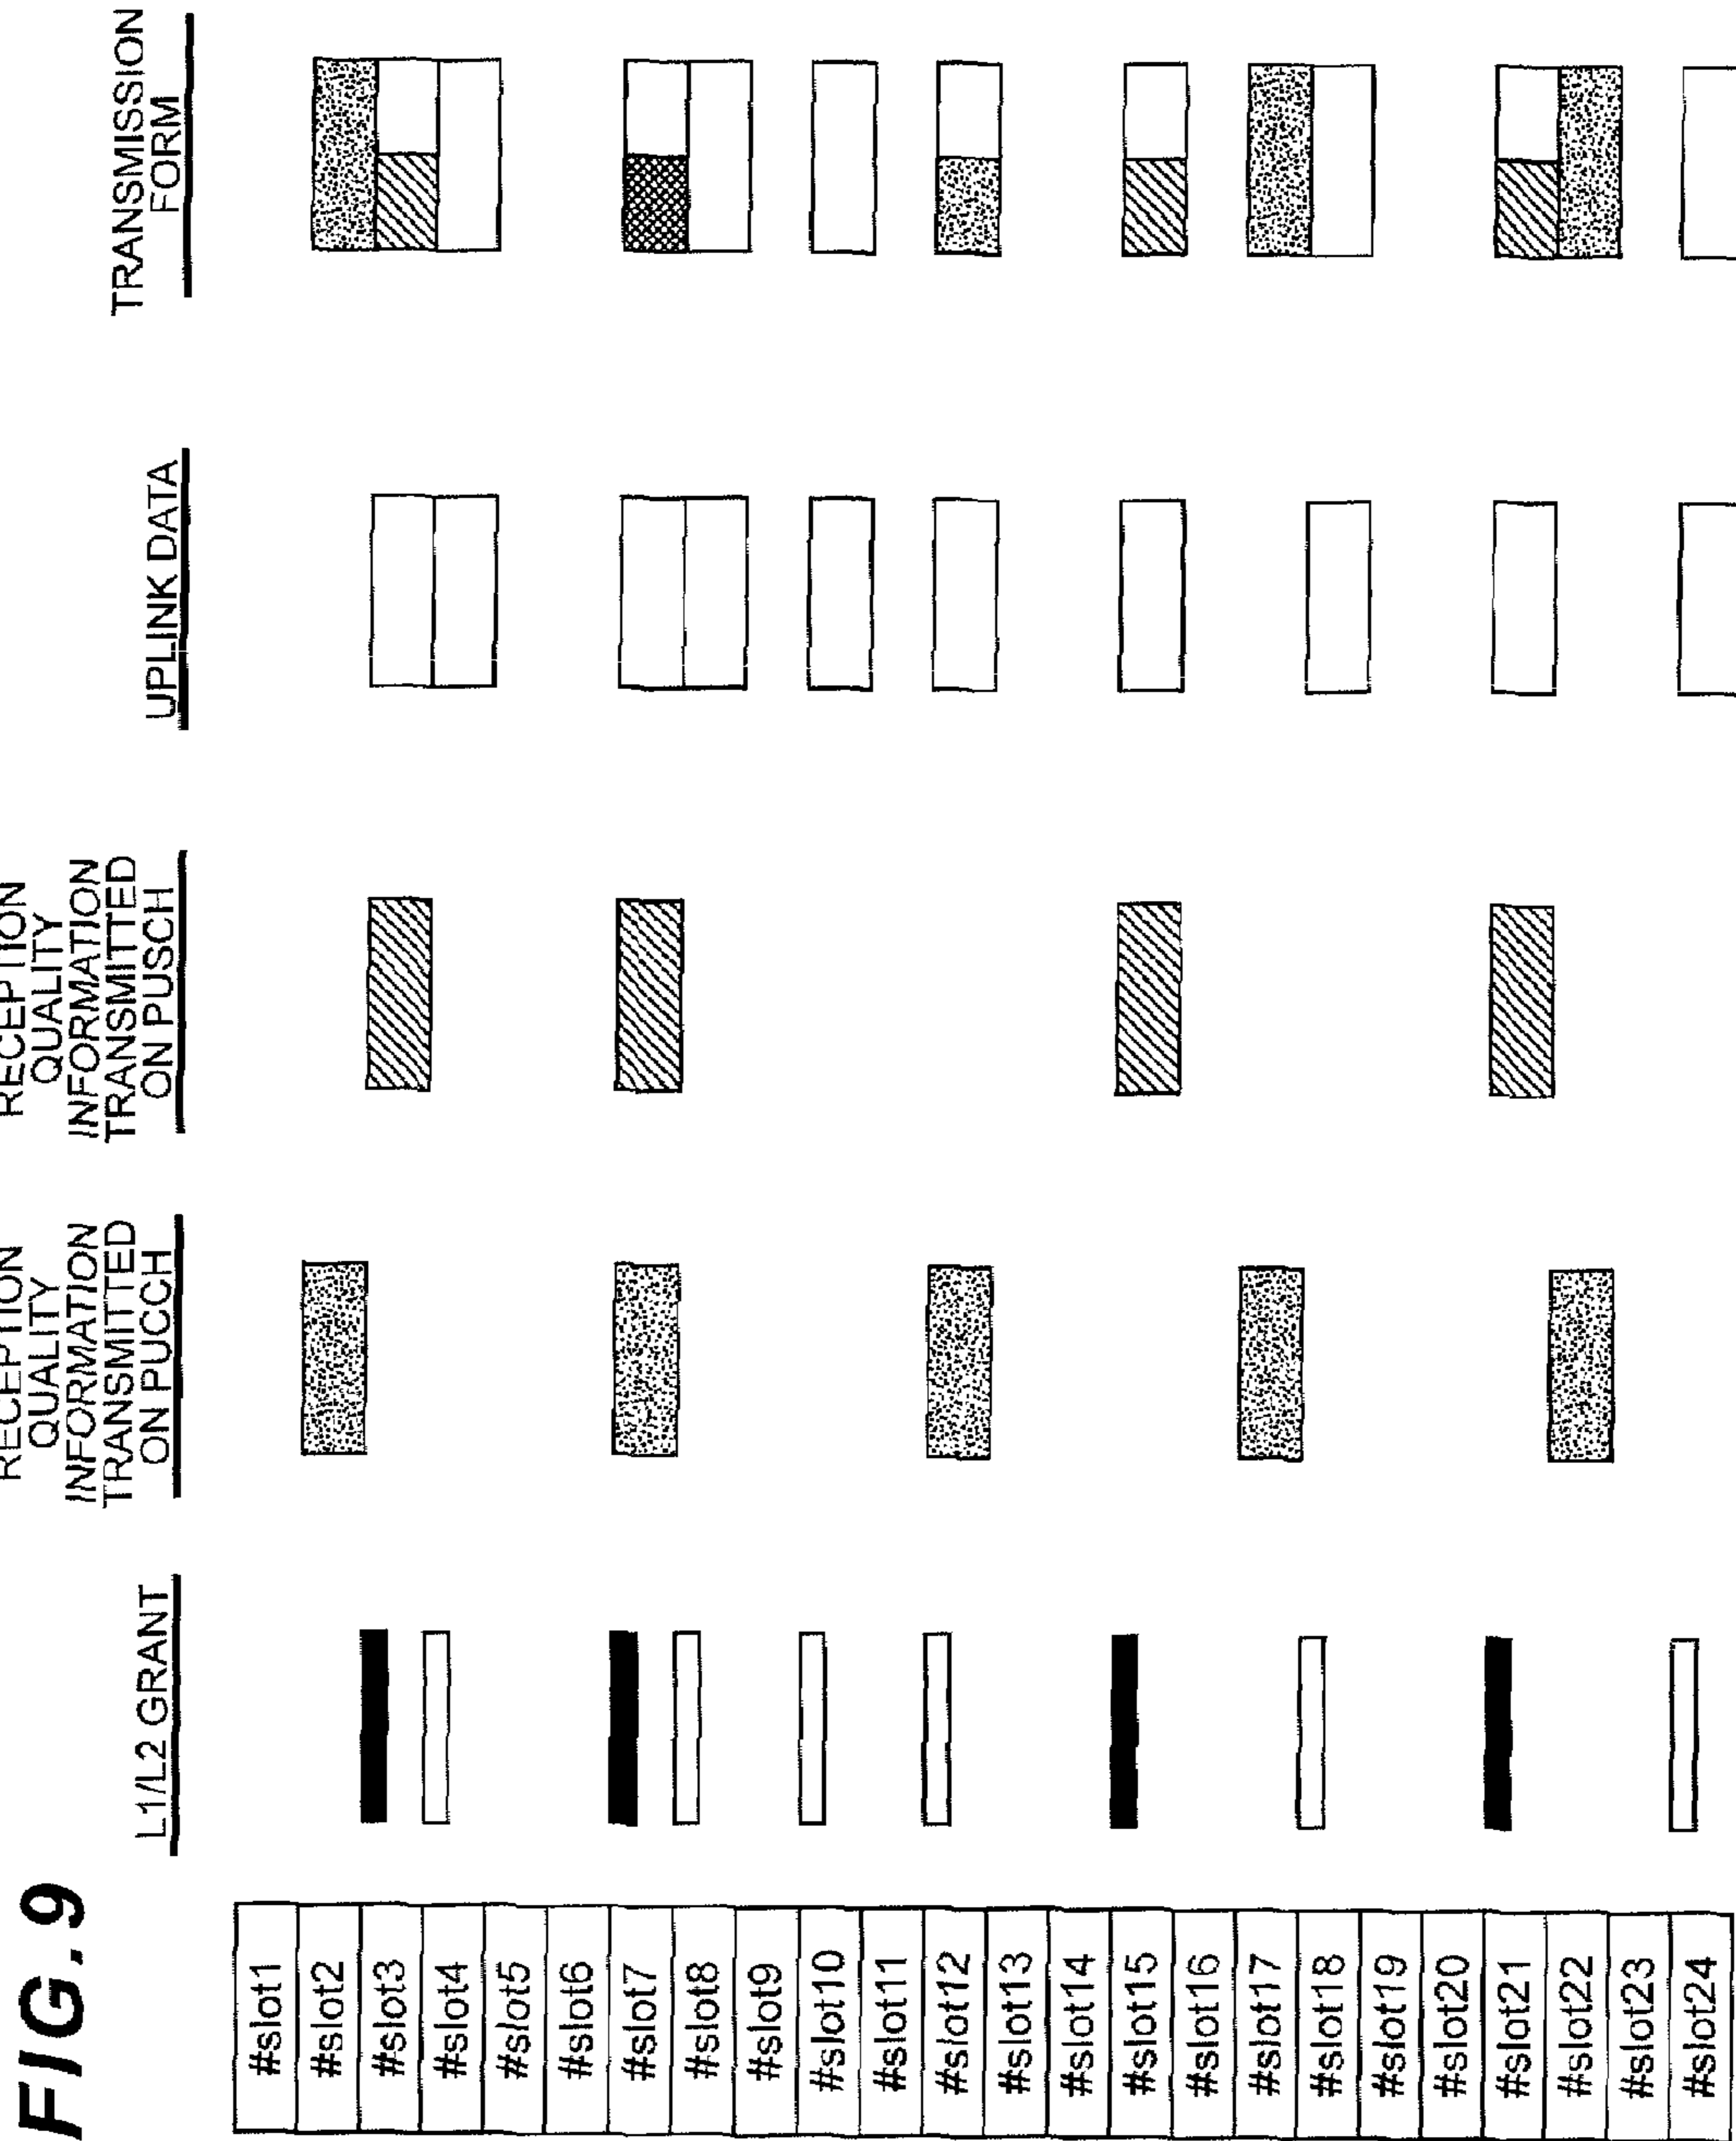 FIG.9
#slot1
#slot2
#slot3
#slot4
#slot5
#slot6
#slot7
#slot8
#slot9
#slot10
#slot11
#slot12
#slot13
#slot14
#slot15
#slot16
#slot17
#slot18
#slot19
#slot20
#slot21
#slot22
#slot23
#slot24
L1/L2 GRANT
RECEPTION
QUALITY
INFORMATION
TRANSMITTED
ON PUCCH
RECEPTION
QUALITY
INFORMATION
TRANSMITTED
ON PUSCH
UPLINK DATA
TRANSMISSION
FORM